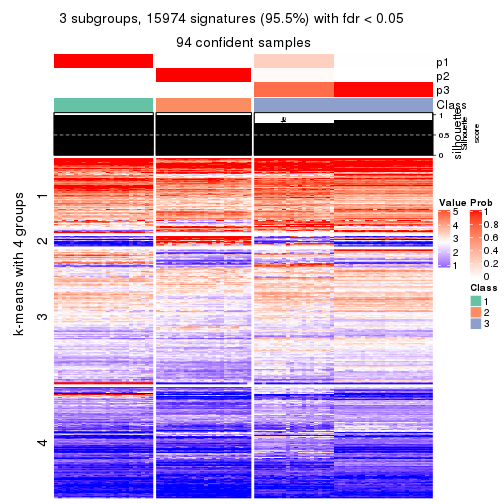 3 subgroups, 15974 signatures (95.5%) with fdr < 0.05
94 confident samples
p1
p2
p3
Class
1
0.5
0
silhouette
Silhouette
score
k-means with 4 groups
1
2
3
4
Value
5
4
3
2
1
Prob
1
0.8
0.6
0.4
0.2
0
Class
1
2
3